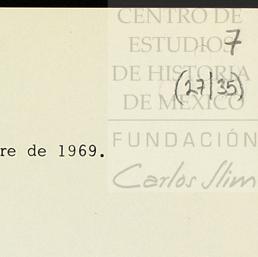 CENTRO DE
ESTUDIOS 7
DE HISTORIA
(27|35)
DE MÉXICO
FUNDACIÓN
Carlos Slim
re de 1969.